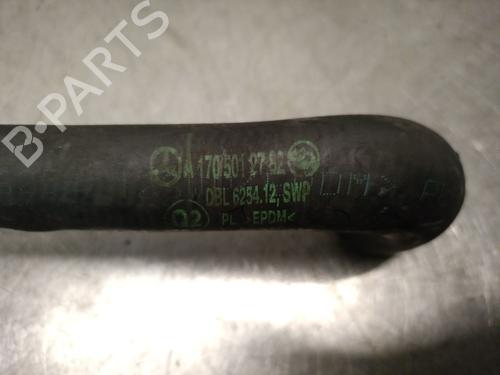 B-PARTS
A 170 501 27 82
DBL 6254.12, SWP
02 PL >EPDM<